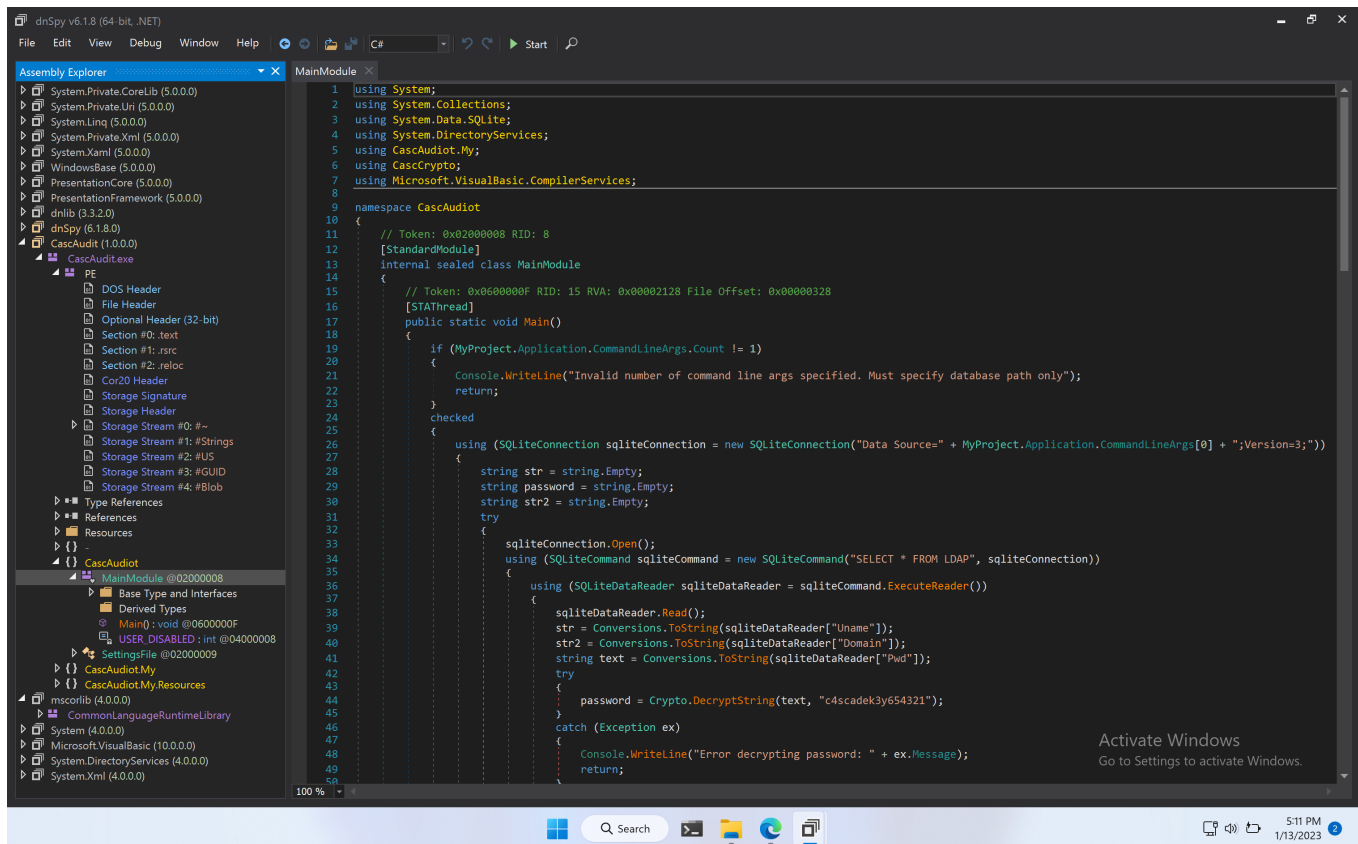 dnSpy v6.1.8 (64-bit, .NET)
File Edit View Debug Window Help C# Start
Assembly Explorer
System.Private.CoreLib (5.0.0.0)
System.Private.Uri (5.0.0.0)
System.Linq (5.0.0.0)
System.Private.Xml (5.0.0.0)
System.Xaml (5.0.0.0)
WindowsBase (5.0.0.0)
PresentationCore (5.0.0.0)
PresentationFramework (5.0.0.0)
dnlib (3.3.2.0)
dnSpy (6.1.8.0)
CascAudit (1.0.0.0)
CascAudit.exe
PE
DOS Header
File Header
Optional Header (32-bit)
Section #0: .text
Section #1: .rsrc
Section #2: .reloc
Cor20 Header
Storage Signature
Storage Header
Storage Stream #0: #~
Storage Stream #1: #Strings
Storage Stream #2: #US
Storage Stream #3: #GUID
Storage Stream #4: #Blob
Type References
References
Resources
{ } -
{ } CascAudiot
MainModule @02000008
Base Type and Interfaces
Derived Types
Main() : void @0600000F
USER_DISABLED : int @04000008
SettingsFile @02000009
{ } CascAudiot.My
{ } CascAudiot.My.Resources
mscorlib (4.0.0.0)
CommonLanguageRuntimeLibrary
System (4.0.0.0)
Microsoft.VisualBasic (10.0.0.0)
System.DirectoryServices (4.0.0.0)
System.Xml (4.0.0.0)
MainModule
1 using System;
2 using System.Collections;
3 using System.Data.SQLite;
4 using System.DirectoryServices;
5 using CascAudiot.My;
6 using CascCrypto;
7 using Microsoft.VisualBasic.CompilerServices;
8
9 namespace CascAudiot
10 {
11 // Token: 0x02000008 RID: 8
12 [StandardModule]
13 internal sealed class MainModule
14 {
15 // Token: 0x0600000F RID: 15 RVA: 0x00002128 File Offset: 0x00000328
16 [STAThread]
17 public static void Main()
18 {
19 if (MyProject.Application.CommandLineArgs.Count != 1)
20 {
21 Console.WriteLine("Invalid number of command line args specified. Must specify database path only");
22 return;
23 }
24 checked
25 {
26 using (SQLiteConnection sqliteConnection = new SQLiteConnection("Data Source=" + MyProject.Application.CommandLineArgs[0] + ";Version=3;"))
27 {
28 string str = string.Empty;
29 string password = string.Empty;
30 string str2 = string.Empty;
31 try
32 {
33 sqliteConnection.Open();
34 using (SQLiteCommand sqliteCommand = new SQLiteCommand("SELECT * FROM LDAP", sqliteConnection))
35 {
36 using (SQLiteDataReader sqliteDataReader = sqliteCommand.ExecuteReader())
37 {
38 sqliteDataReader.Read();
39 str = Conversions.ToString(sqliteDataReader["Uname"]);
40 str2 = Conversions.ToString(sqliteDataReader["Domain"]);
41 string text = Conversions.ToString(sqliteDataReader["Pwd"]);
42 try
43 {
44 password = Crypto.DecryptString(text, "c4scadek3y654321");
45 }
46 catch (Exception ex)
47 {
48 Console.WriteLine("Error decrypting password: " + ex.Message);
49 return;
50 }
100 %
Activate Windows
Go to Settings to activate Windows.
Search
5:11 PM
1/13/2023
2